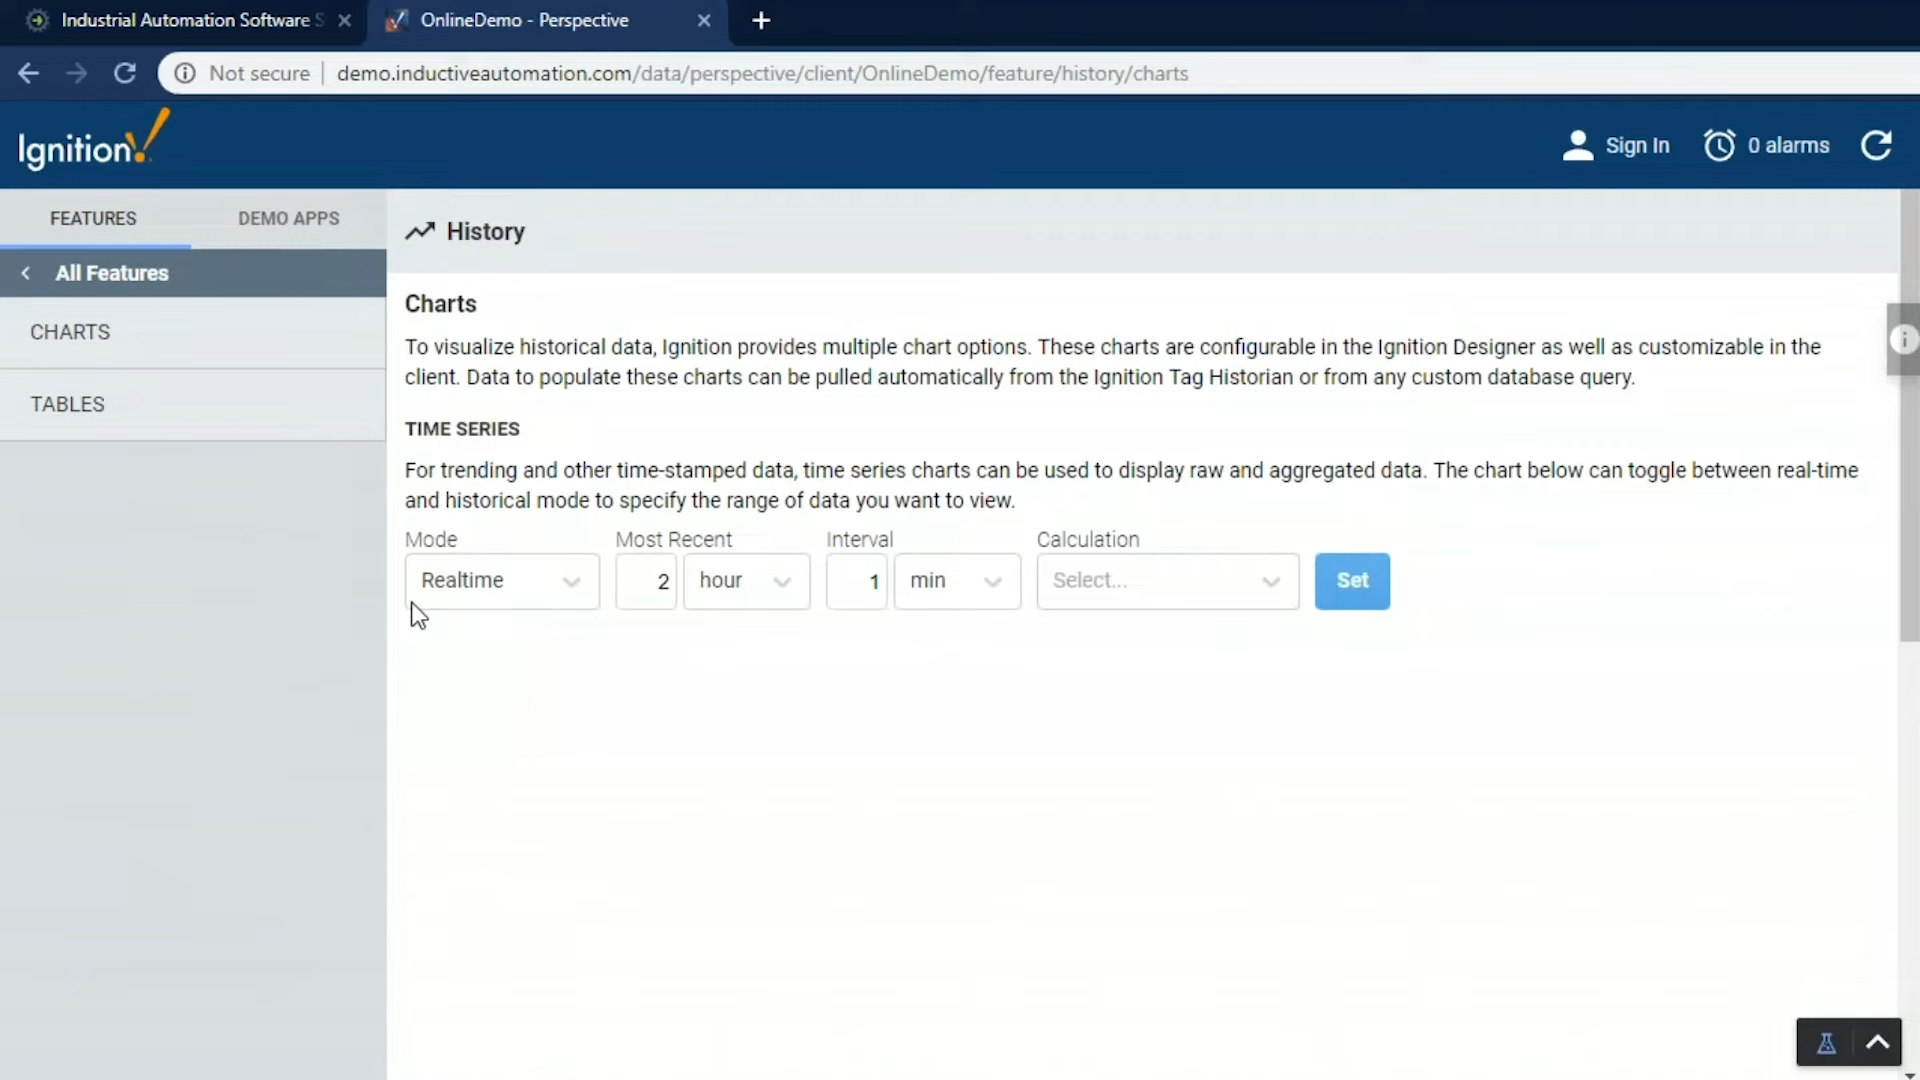 Industrial Automation Software S
OnlineDemo - Perspective
Not secure
demo.inductiveautomation.com/data/perspective/client/OnlineDemo/feature/history/charts
Ignition!
Sign In
0 alarms
FEATURES
DEMO APPS
All Features
CHARTS
TABLES
History
Charts
To visualize historical data, Ignition provides multiple chart options. These charts are configurable in the Ignition Designer as well as customizable in the
client. Data to populate these charts can be pulled automatically from the Ignition Tag Historian or from any custom database query.
TIME SERIES
For trending and other time-stamped data, time series charts can be used to display raw and aggregated data. The chart below can toggle between real-time
and historical mode to specify the range of data you want to view.
Mode
Most Recent
Interval
Calculation
Realtime
2
hour
1
min
Select...
Set